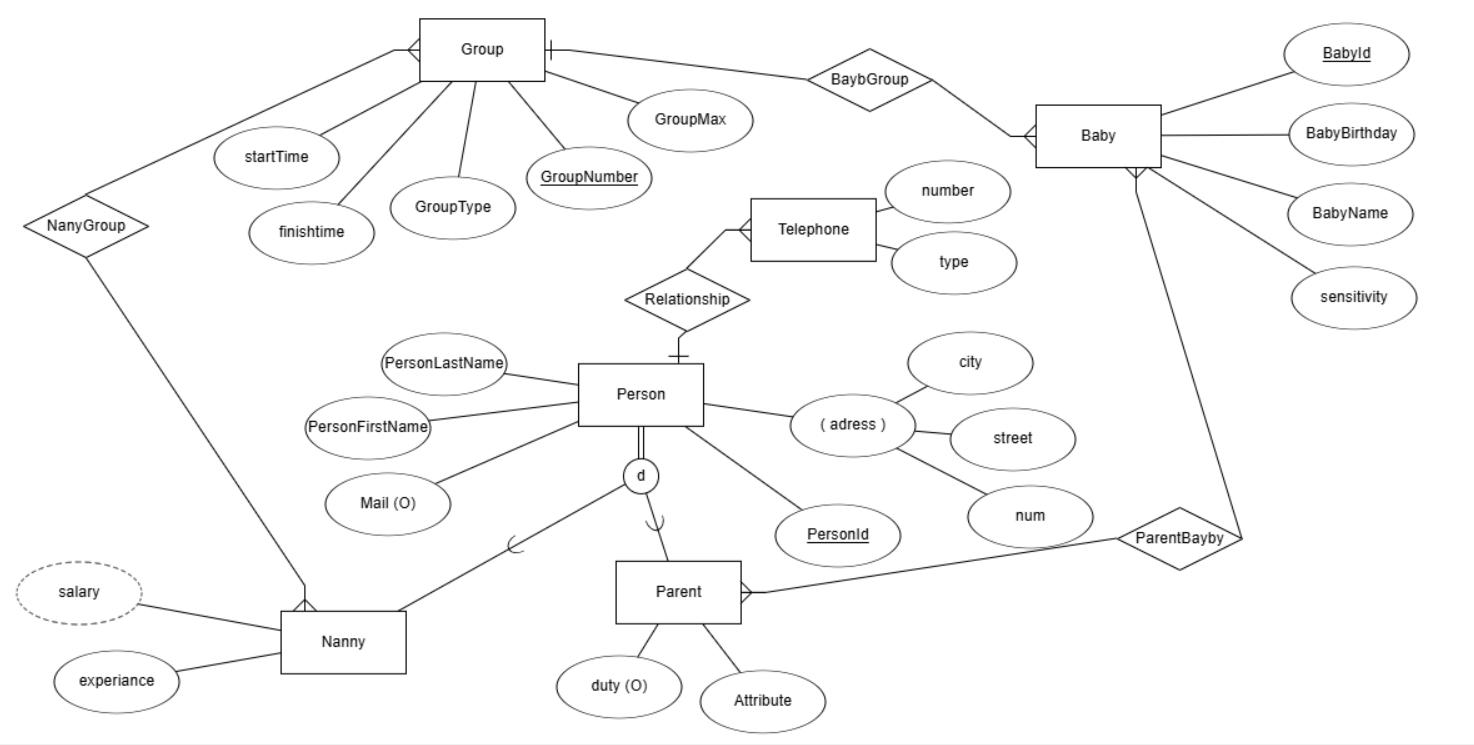 Group
BaybGroup
BabyId
Baby
BabyBirthday
GroupMax
startTime
GroupNumber
number
GroupType
BabyName
NanyGroup
finishtime
Telephone
type
Relationship
sensitivity
PersonLastName
city
Person
PersonFirstName
( adress )
street
d
Mail (O)
num
PersonId
ParentBayby
salary
Parent
Nanny
experiance
duty (O)
Attribute